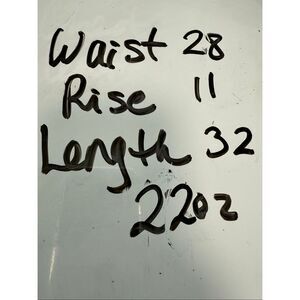 Waist 28
Rise 11
Length 32
22oz